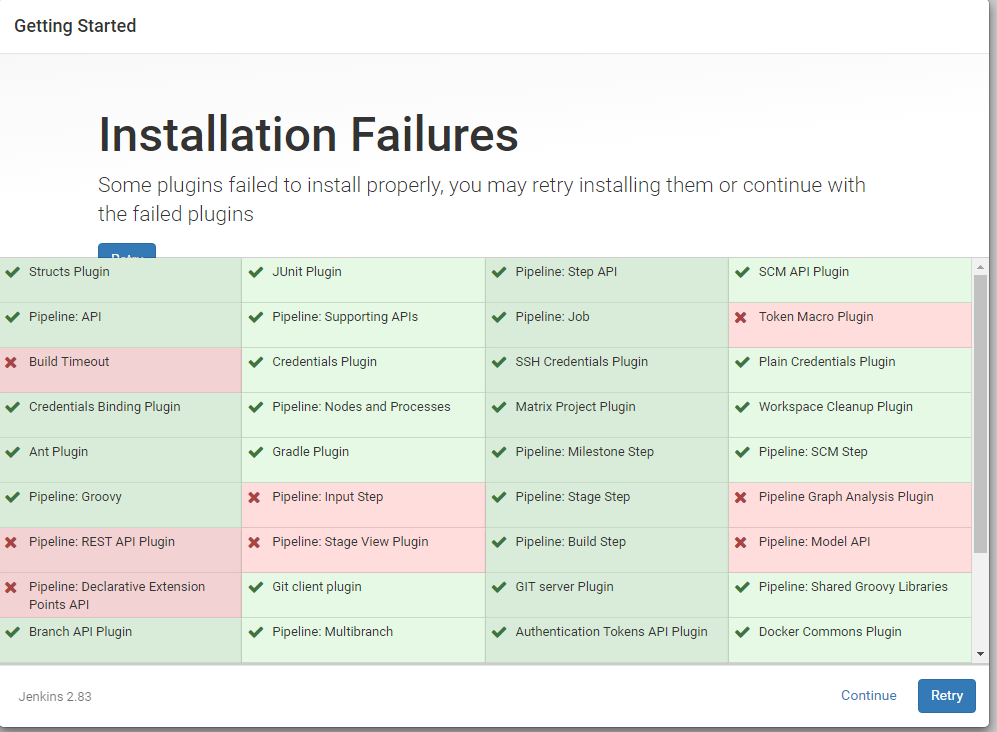 Getting Started
Installation Failures
Some plugins failed to install properly, you may retry installing them or continue with
the failed plugins
Retry
Structs Plugin
JUnit Plugin
Pipeline: Step API
SCM API Plugin
Pipeline: API
Pipeline: Supporting APIs
Pipeline: Job
Token Macro Plugin
Build Timeout
Credentials Plugin
SSH Credentials Plugin
Plain Credentials Plugin
Credentials Binding Plugin
Pipeline: Nodes and Processes
Matrix Project Plugin
Workspace Cleanup Plugin
Ant Plugin
Gradle Plugin
Pipeline: Milestone Step
Pipeline: SCM Step
Pipeline: Groovy
Pipeline: Input Step
Pipeline: Stage Step
Pipeline Graph Analysis Plugin
Pipeline: REST API Plugin
Pipeline: Stage View Plugin
Pipeline: Build Step
Pipeline: Model API
Pipeline: Declarative Extension
Points API
Git client plugin
GIT server Plugin
Pipeline: Shared Groovy Libraries
Branch API Plugin
Pipeline: Multibranch
Authentication Tokens API Plugin
Docker Commons Plugin
Jenkins 2.83
Continue
Retry